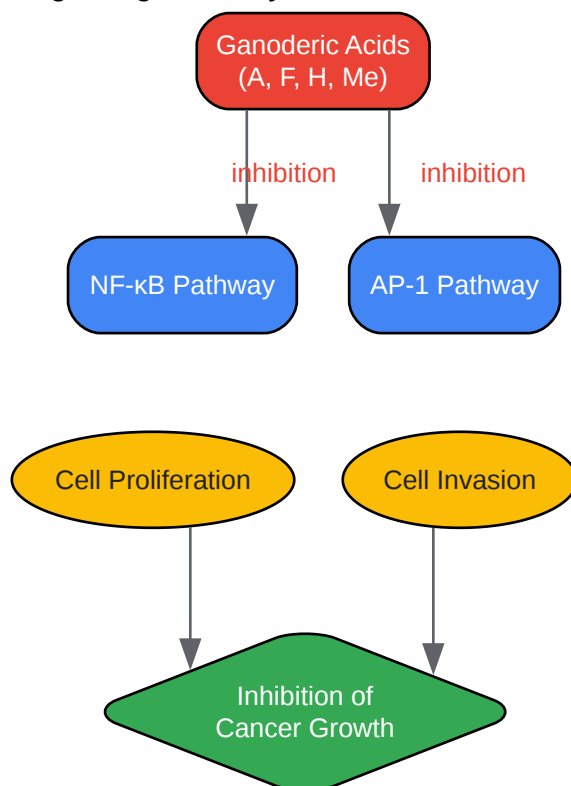 Ganoderic Acids
(A, F, H, Me)
inhibition inhibition
NF-κB Pathway AP-1 Pathway
Cell Proliferation Cell Invasion
Inhibition of
Cancer Growth